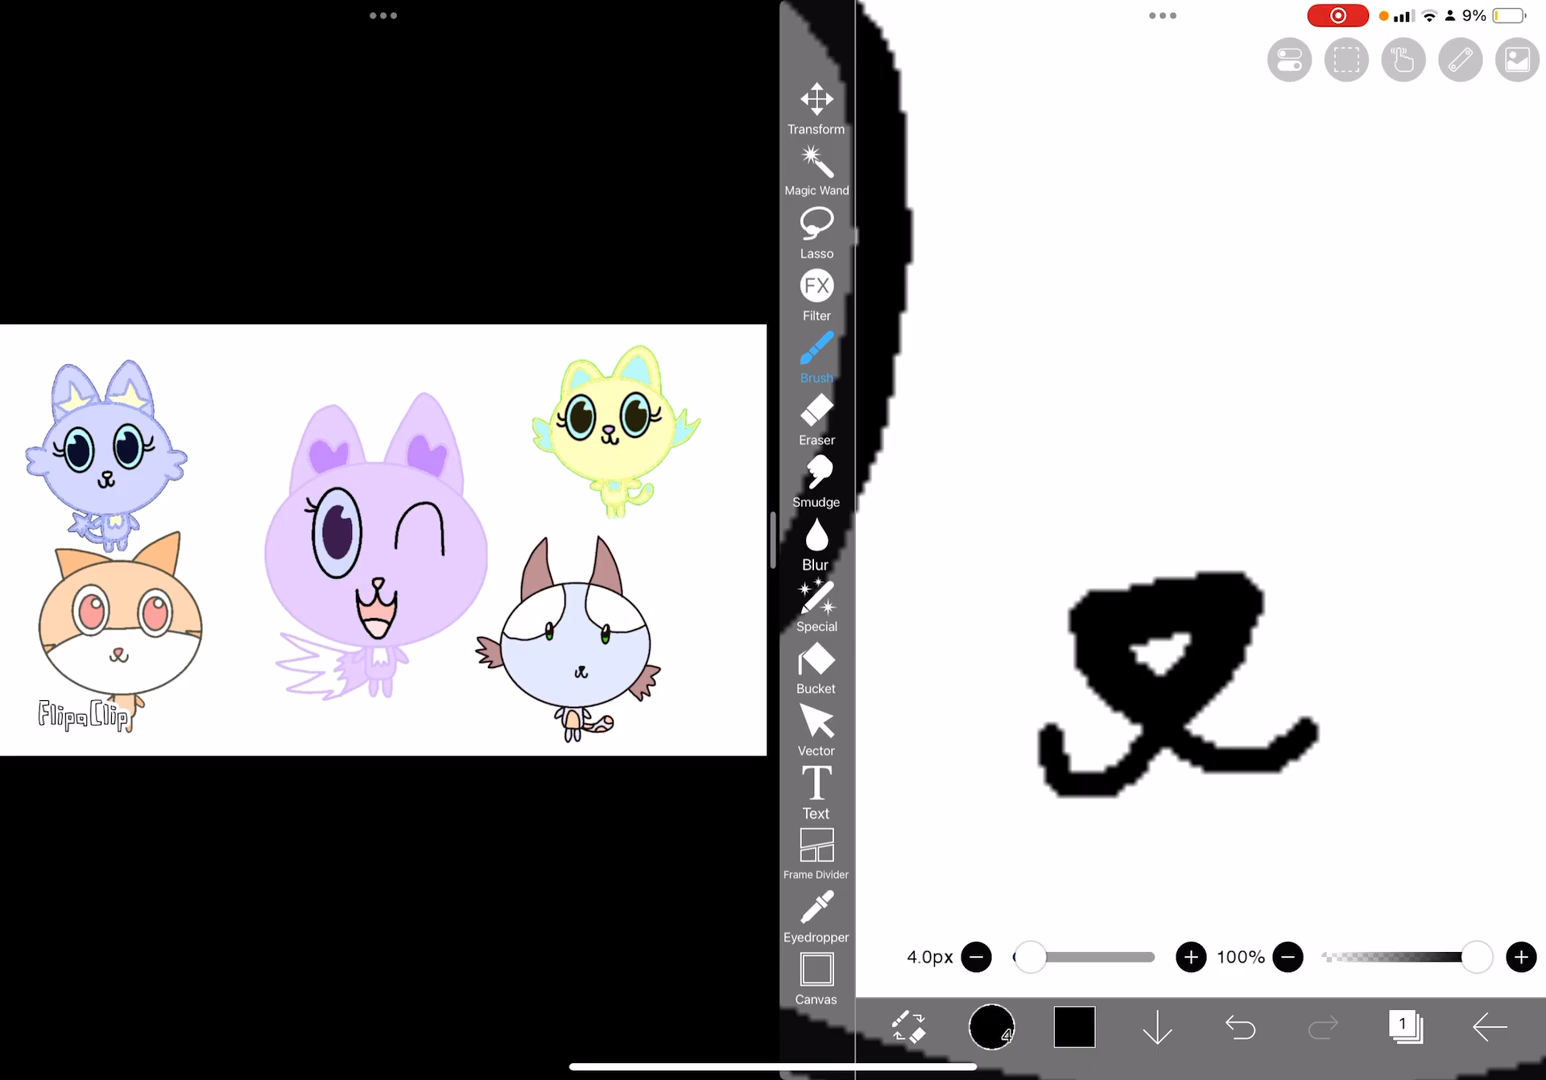 9%
Transform
Magic Wand
Lasso
FX
Filter
Brush
Eraser
Smudge
Blur
Special
Bucket
Vector
T
Text
Frame Divider
Eyedropper
Canvas
FlipaClip
4.0px
100%
4
1